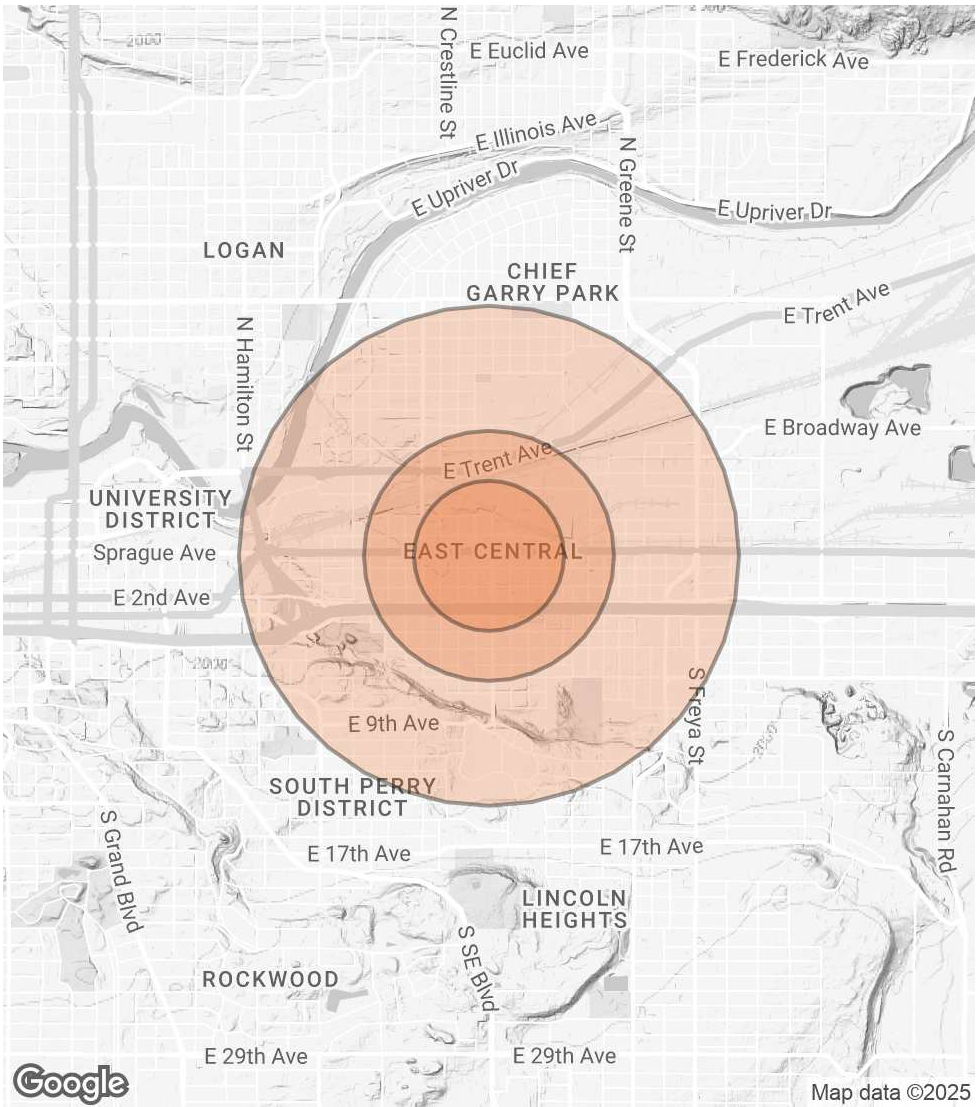 2000
N Crestline St
E Euclid Ave
E Frederick Ave
E Illinois Ave
E Upriver Dr
N Greene St
E Upriver Dr
LOGAN
CHIEF
GARRY PARK
E Trent Ave
N Hamilton St
E Broadway Ave
E Trent Ave
UNIVERSITY
DISTRICT
Sprague Ave
EAST CENTRAL
E 2nd Ave
2000
E 9th Ave
S Freya St
S Carnahan Rd
SOUTH PERRY
DISTRICT
S Grand Blvd
E 17th Ave
E 17th Ave
LINCOLN
HEIGHTS
S SE Blvd
ROCKWOOD
E 29th Ave
E 29th Ave
Google
Map data ©2025